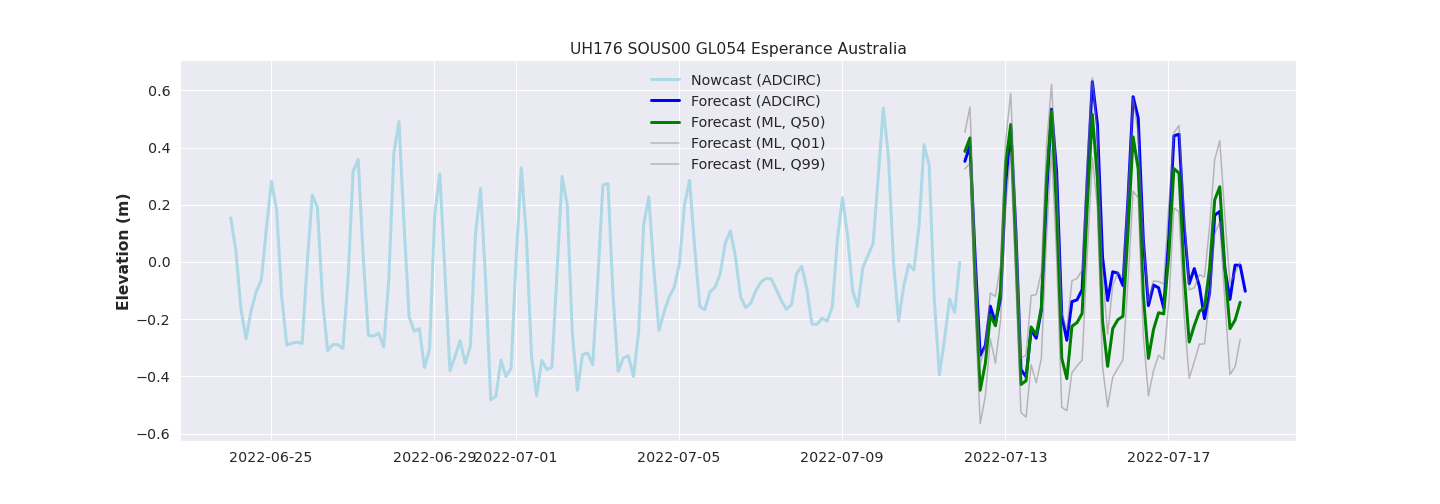 UH176 SOUS00 GL054 Esperance Australia
Nowcast (ADCIRC)
Forecast (ADCIRC)
Forecast (ML, Q50)
Forecast (ML, Q01)
Forecast (ML, Q99)
Elevation (m)
0.6
0.4
0.2
0.0
−0.2
−0.4
−0.6
2022-06-25 2022-06-29 2022-07-01 2022-07-05 2022-07-09 2022-07-13 2022-07-17